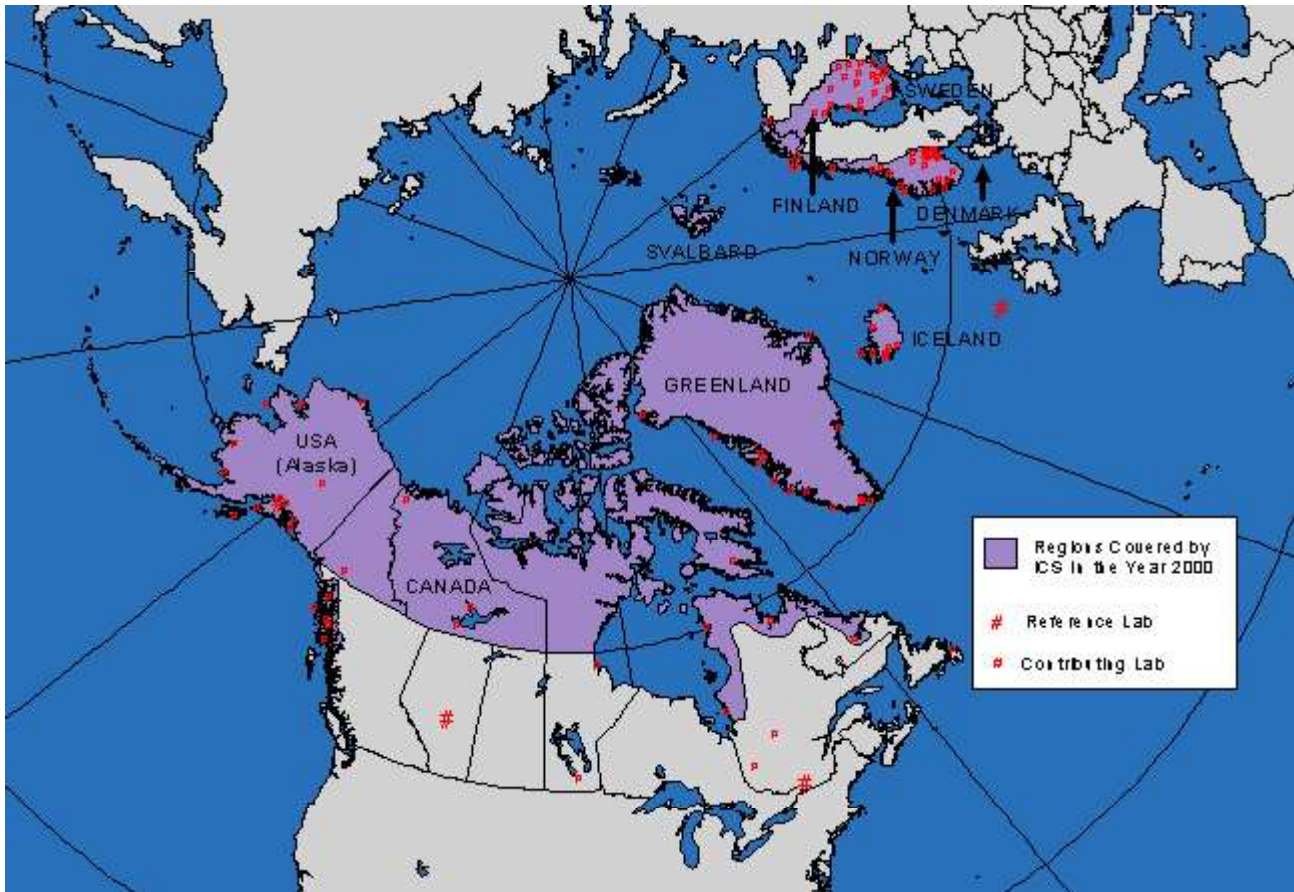 SWEDEN
FINLAND
DENMARK
SVALBARD
NORWAY
ICELAND
GREENLAND
USA
(Alaska)
CANADA
Regions Covered by
ICS In the Year 2000
# Reference Lab
P Contributing Lab